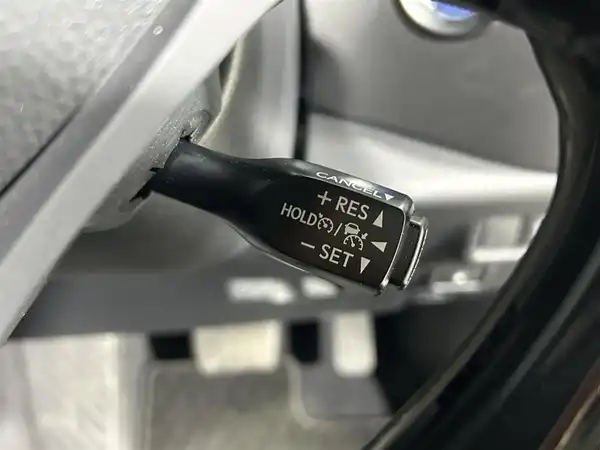 CANCEL▼
+ RES ▲
HOLD / ◀
− SET ▼